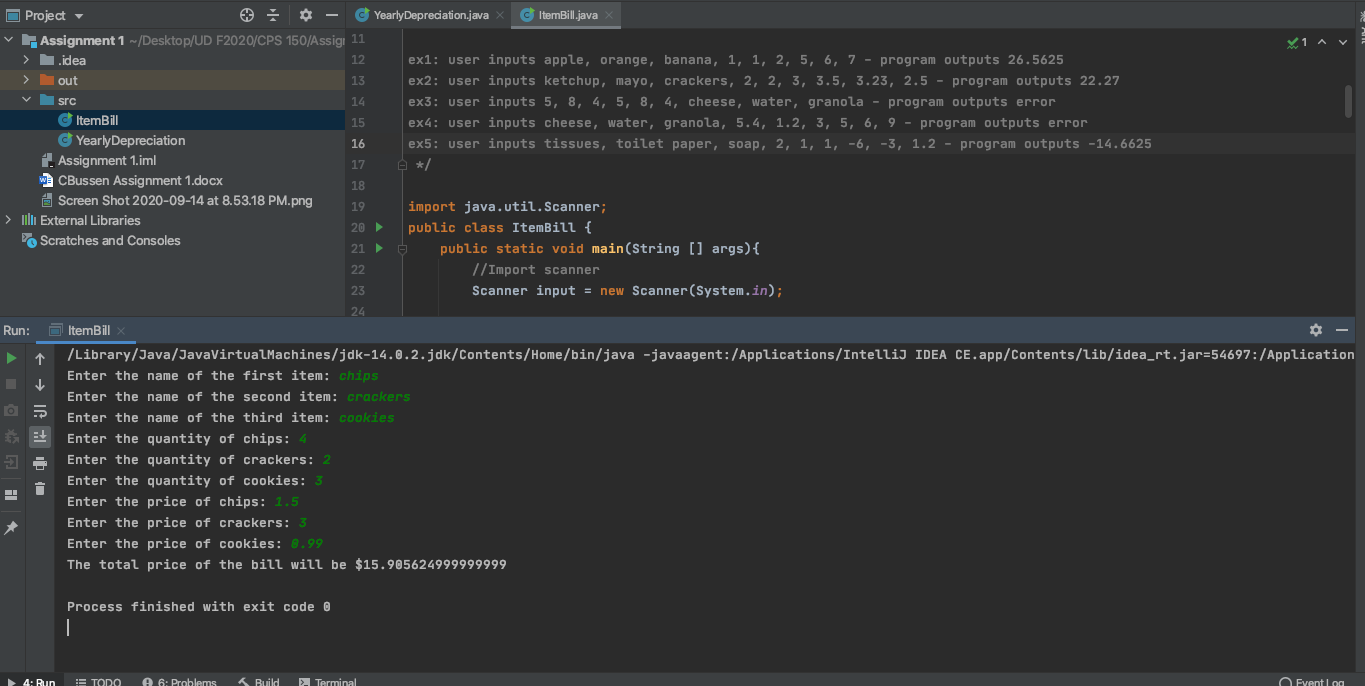 Project
YearlyDepreciation.java
ItemBill.java
Assignment 1 ~/Desktop/UD F2020/CPS 150/Assign
.idea
out
src
ItemBill
YearlyDepreciation
Assignment 1.iml
CBussen Assignment 1.docx
Screen Shot 2020-09-14 at 8.53.18 PM.png
External Libraries
Scratches and Consoles
1
11
12 ex1: user inputs apple, orange, banana, 1, 1, 2, 5, 6, 7 - program outputs 26.5625
13 ex2: user inputs ketchup, mayo, crackers, 2, 2, 3, 3.5, 3.23, 2.5 - program outputs 22.27
14 ex3: user inputs 5, 8, 4, 5, 8, 4, cheese, water, granola - program outputs error
15 ex4: user inputs cheese, water, granola, 5.4, 1.2, 3, 5, 6, 9 - program outputs error
16 ex5: user inputs tissues, toilet paper, soap, 2, 1, 1, -6, -3, 1.2 - program outputs -14.6625
17 */
18
19 import java.util.Scanner;
20 public class ItemBill {
21 public static void main(String [] args){
22 //Import scanner
23 Scanner input = new Scanner(System.in);
24
Run: ItemBill
/Library/Java/JavaVirtualMachines/jdk-14.0.2.jdk/Contents/Home/bin/java -javaagent:/Applications/IntelliJ IDEA CE.app/Contents/lib/idea_rt.jar=54697:/Application
Enter the name of the first item: chips
Enter the name of the second item: crackers
Enter the name of the third item: cookies
Enter the quantity of chips: 4
Enter the quantity of crackers: 2
Enter the quantity of cookies: 3
Enter the price of chips: 1.5
Enter the price of crackers: 3
Enter the price of cookies: 0.99
The total price of the bill will be $15.905624999999999
Process finished with exit code 0
4: Run TODO 6: Problems Build Terminal Event Log